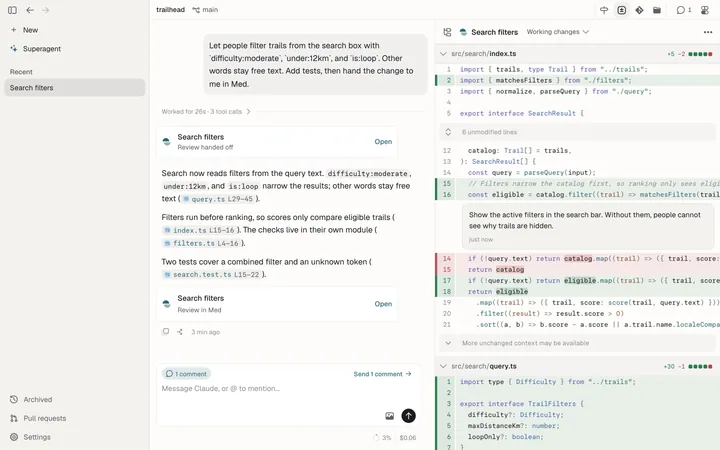 New
Superagent
Recent
Search filters
Archived
Pull requests
Settings
trailhead main
Let people filter trails from the search box with
`difficulty:moderate`, `under:12km`, and `is:loop`. Other
words stay free text. Add tests, then hand the change to
me in Med.
Worked for 26s · 3 tool calls
Search filters
Review handed off
Open
Search now reads filters from the query text. difficulty:moderate,
under:12km, and is:loop narrow the results; other words stay free
text ( query.ts L29-45 ).
Filters run before ranking, so scores only compare eligible trails (
index.ts L15-16 ). The checks live in their own module (
filters.ts L4-16 ).
Two tests cover a combined filter and an unknown token (
search.test.ts L15-22 ).
Search filters
Review in Med
Open
3 min ago
1 comment
Send 1 comment →
Message Claude, or @ to mention...
3% $0.06
1
Search filters Working changes
src/search/index.ts +5 -2
1 import { trails, type Trail } from "../trails";
2 import { matchesFilters } from "./filters";
3 import { normalize, parseQuery } from "./query";
4
5 export interface SearchResult {
6 unmodified lines
12 catalog: Trail[] = trails,
13 ): SearchResult[] {
14 const query = parseQuery(input);
15 // Filters narrow the catalog first, so ranking only sees eligi
16 const eligible = catalog.filter((trail) => matchesFilters(trail
Show the active filters in the search bar. Without them, people cannot
see why trails are hidden.
just now
14 if (!query.text) return catalog.map((trail) => ({ trail, score:
15 return catalog
17 if (!query.text) return eligible.map((trail) => ({ trail, score
18 return eligible
19 .map((trail) => ({ trail, score: score(trail, query.text) }))
20 .filter((result) => result.score > 0)
21 .sort((a, b) => b.score - a.score || a.trail.name.localeCompa
More unchanged context may be available
src/search/query.ts +30 -1
1 import type { Difficulty } from "../trails";
2
3 export interface TrailFilters {
4 difficulty?: Difficulty;
5 maxDistanceKm?: number;
6 loopOnly?: boolean;
7 }